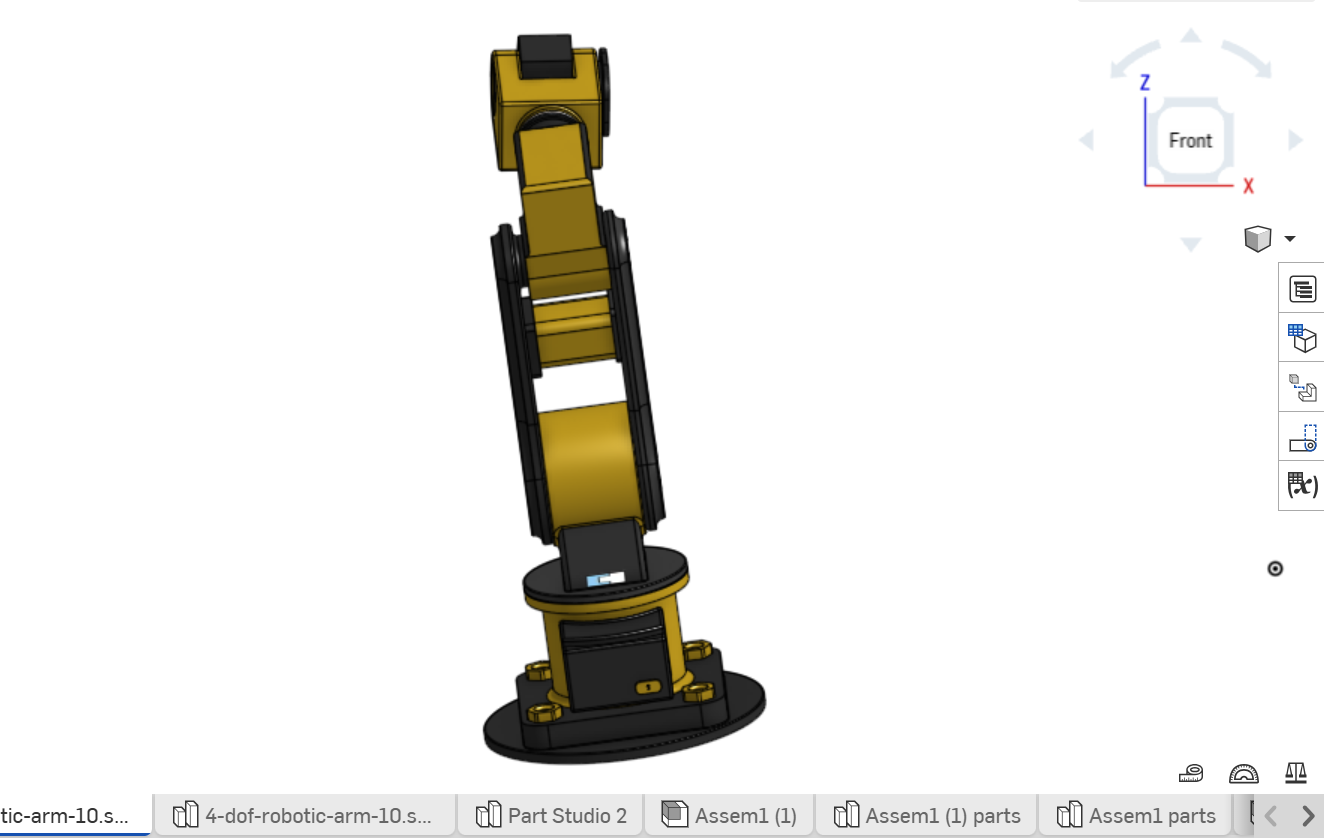 Z
Front
X
(x)
tic-arm-10.s...
4-dof-robotic-arm-10.s...
Part Studio 2
Assem1 (1)
Assem1 (1) parts
Assem1 parts